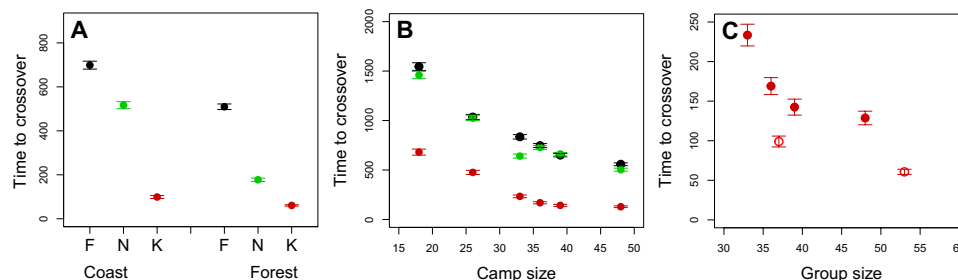 A
Time to crossover
0 200 400 600 800
F N K F N K
Coast Forest
B
Time to crossover
0 500 1000 1500 2000
15 20 25 30 35 40 45 50
Camp size
C
Time to crossover
0 50 100 150 200 250
30 35 40 45 50 55
Group size